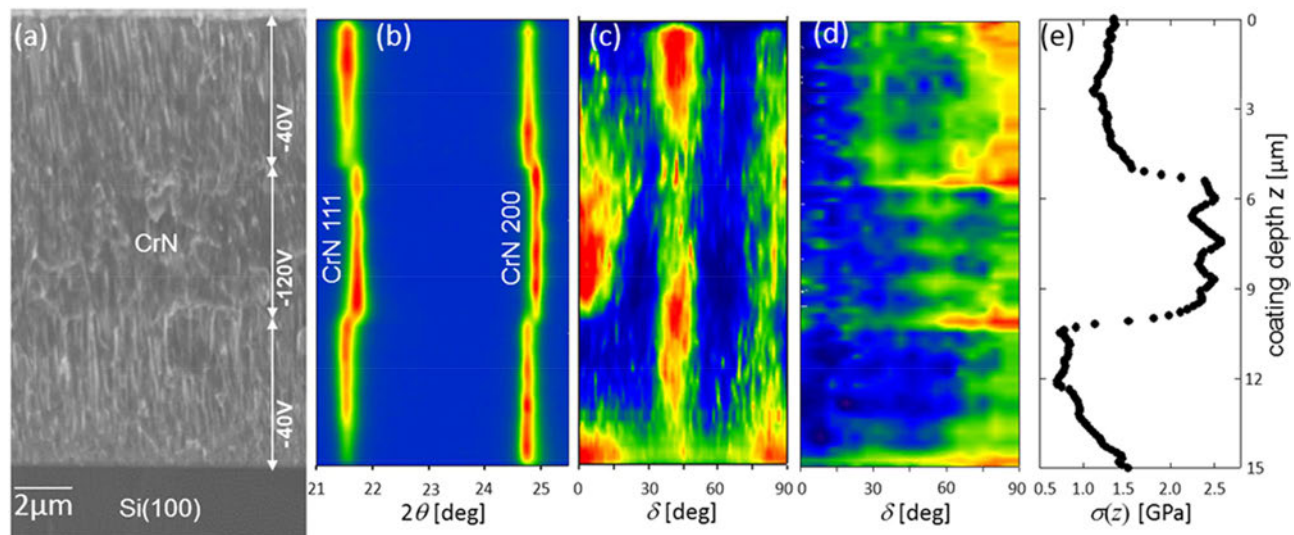 (a)
(b)
(c)
(d)
(e)
-40V
-120V
-40V
CrN
2μm
Si(100)
CrN 111
CrN 200
21 22 23 24 25
2θ [deg]
0 30 60 90
δ [deg]
0 30 60 90
δ [deg]
0
3
6
9
12
15
coating depth z [μm]
0.5 1.0 1.5 2.0 2.5
σ(z) [GPa]